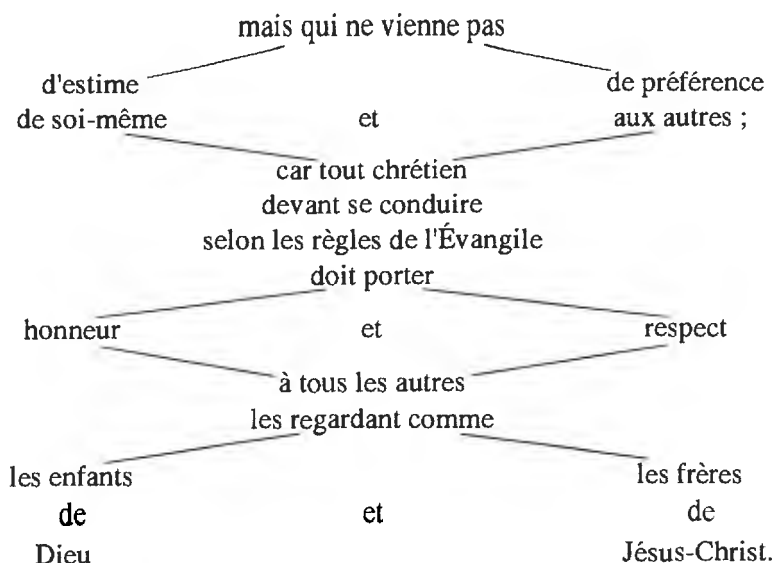 mais qui ne vienne pas
d'estime de préférence
de soi-même et aux autres ;
car tout chrétien
devant se conduire
selon les règles de l'Évangile
doit porter
honneur et respect
à tous les autres
les regardant comme
les enfants les frères
de et de
Dieu Jésus-Christ.